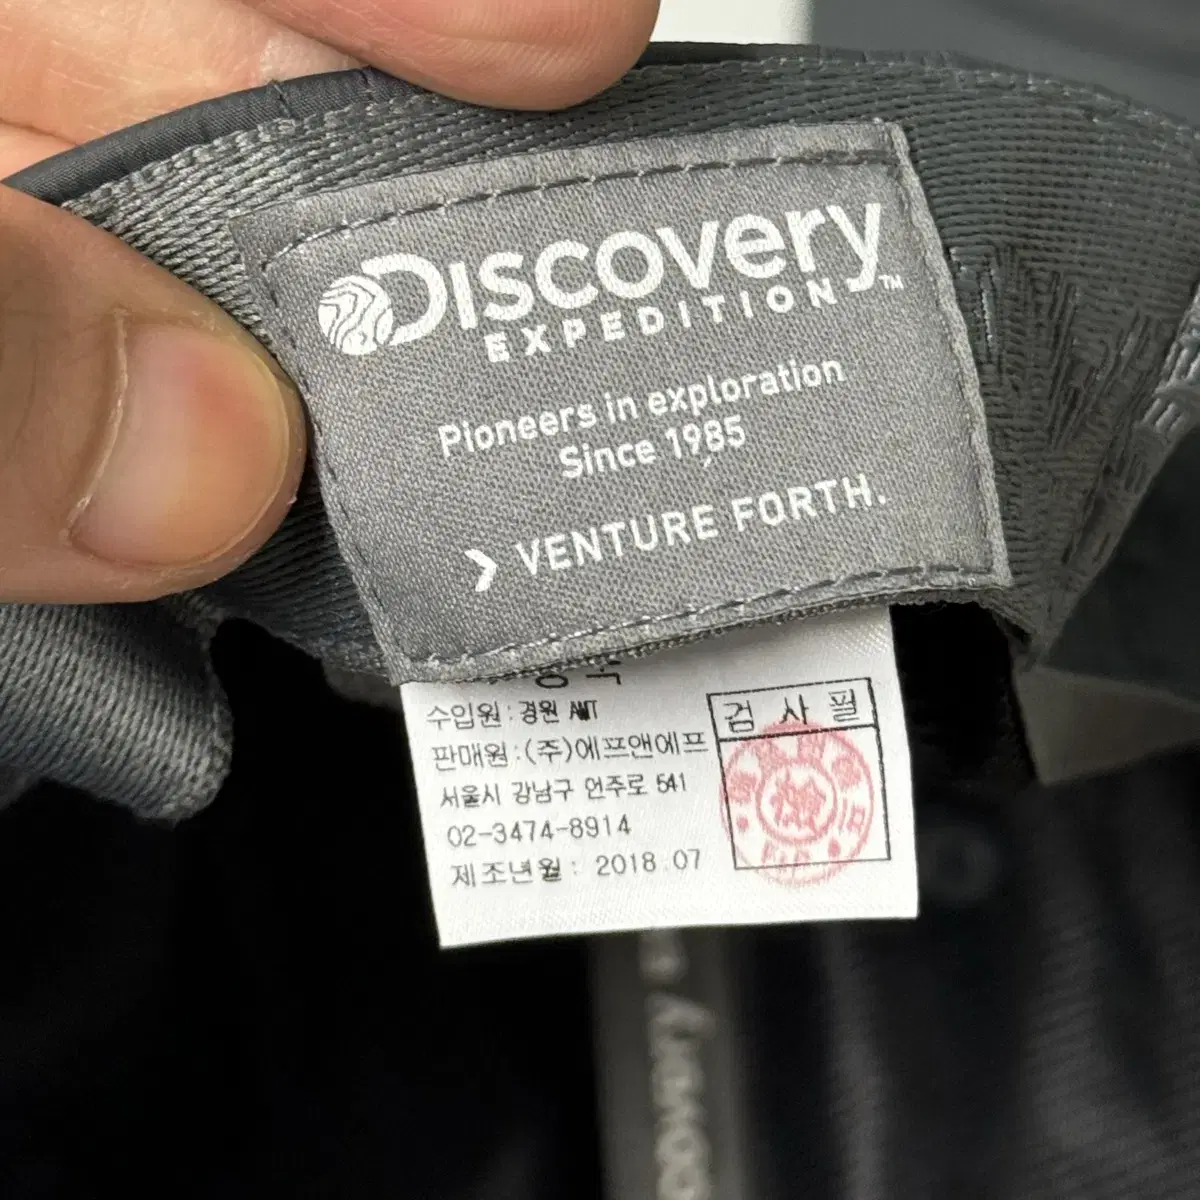 Discovery™
EXPEDITION
Pioneers in exploration
Since 1985
VENTURE FORTH.
수입원 : 경원 AMT
판매원 : (주)에프앤에프
서울시 강남구 언주로 541
02-3474-8914
제조년월 : 2018.07
검사필